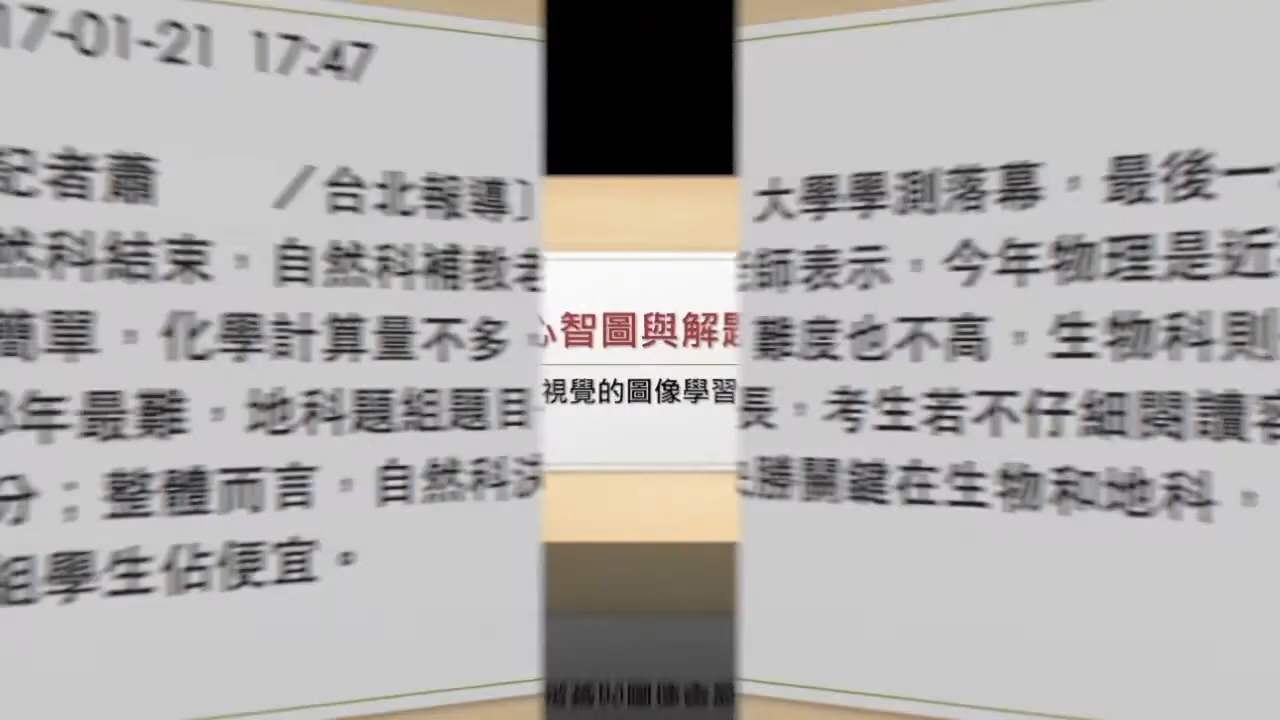 17-01-21 17:47
記者蕭 ／台北報導〕大學學測落幕，最後一
然科結束，自然科補教老師表示，今年物理是近
簡單，化學計算量不多，難度也不高，生物科則
年最難，地科題組題目長，考生若不仔細閱讀容
分；整體而言，自然科決勝關鍵在生物和地科，
組學生佔便宜。
心智圖與解題
視覺的圖像學習